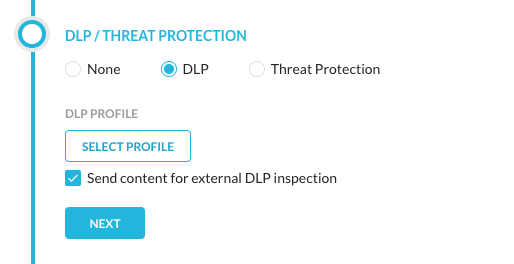 DLP / THREAT PROTECTION
None DLP Threat Protection
DLP PROFILE
SELECT PROFILE
Send content for external DLP inspection
NEXT